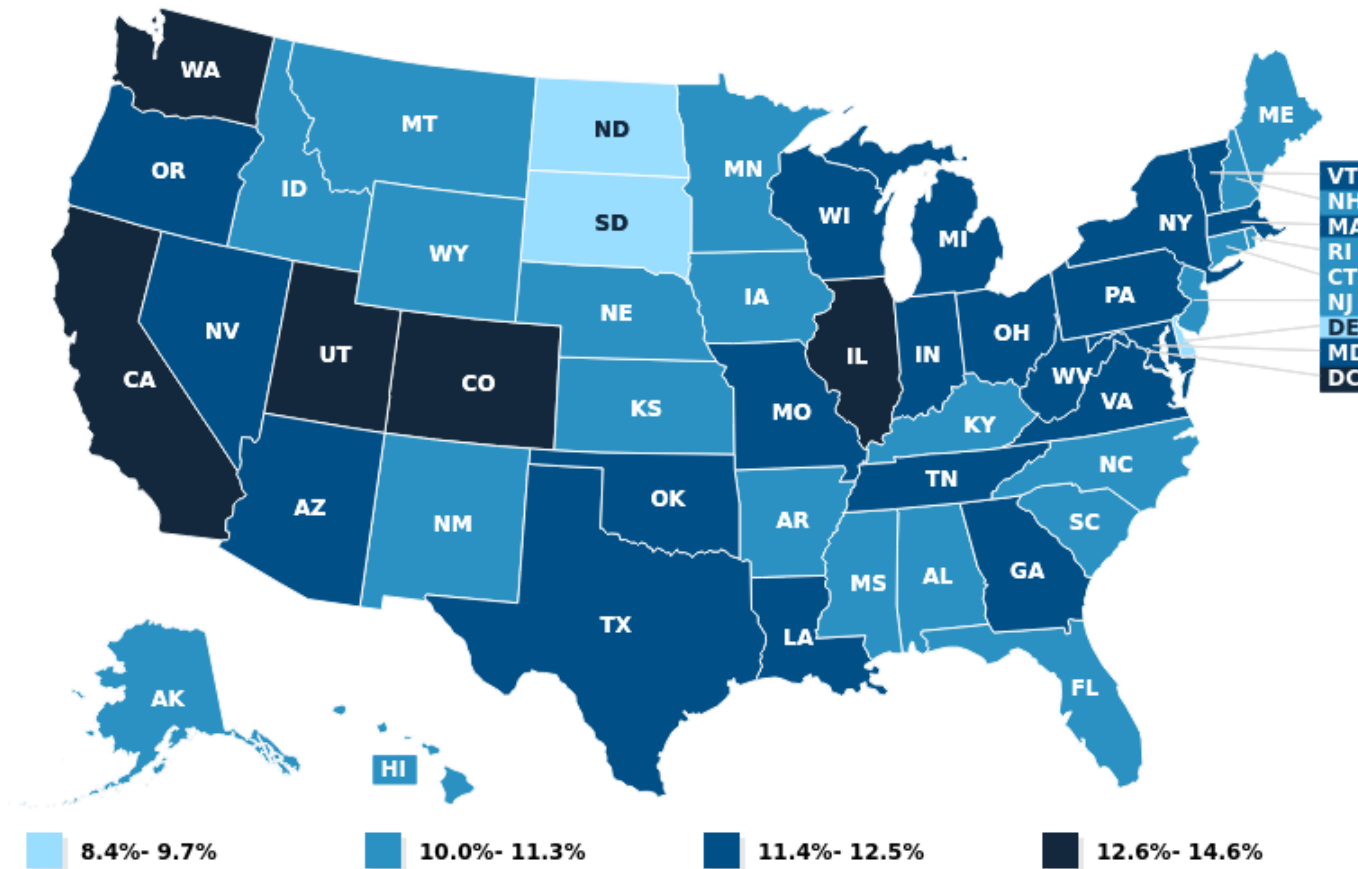 WA
ME
MT
ND
MN
OR
VT
ID
NH
WI
NY
SD
MA
MI
RI
WY
CT
PA
IA
NJ
NE
DE
NV
OH
MD
UT
IL
IN
CA
CO
WV
DC
VA
KS
MO
KY
NC
TN
OK
AZ
NM
AR
SC
GA
MS
AL
TX
LA
FL
AK
HI
8.4%- 9.7%
10.0%- 11.3%
11.4%- 12.5%
12.6%- 14.6%